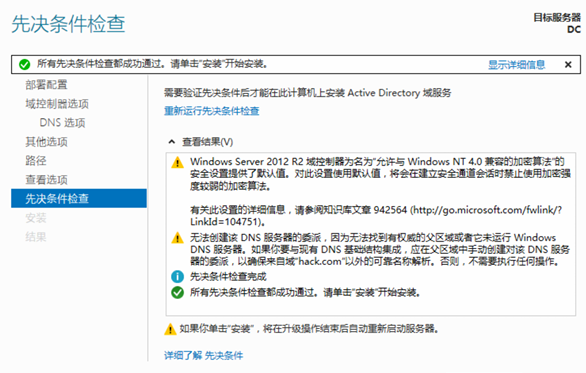 先决条件检查
目标服务器
DC
所有先决条件检查都成功通过。请单击"安装"开始安装。
显示详细信息
×
部署配置
域控制器选项
DNS 选项
其他选项
路径
查看选项
先决条件检查
安装
结果
需要验证先决条件后才能在此计算机上安装 Active Directory 域服务
重新运行先决条件检查
查看结果(V)
Windows Server 2012 R2 域控制器为名为"允许与 Windows NT 4.0 兼容的加密算法"的
安全设置提供了默认值。对此设置使用默认值，将会在建立安全通道会话时禁止使用加密强
度较弱的加密算法。
有关此设置的详细信息，请参阅知识库文章 942564 (http://go.microsoft.com/fwlink/?
LinkId=104751)。
无法创建该 DNS 服务器的委派，因为无法找到有权威的父区域或者它未运行 Windows
DNS 服务器。如果你要与现有 DNS 基础结构集成，应在父区域中手动创建对该 DNS 服务
器的委派，以确保来自域"hack.com"以外的可靠名称解析。否则，不需要执行任何操作。
先决条件检查完成
所有先决条件检查都成功通过。请单击"安装"开始安装。
如果你单击"安装"，将在升级操作结束后自动重新启动服务器。
详细了解 先决条件